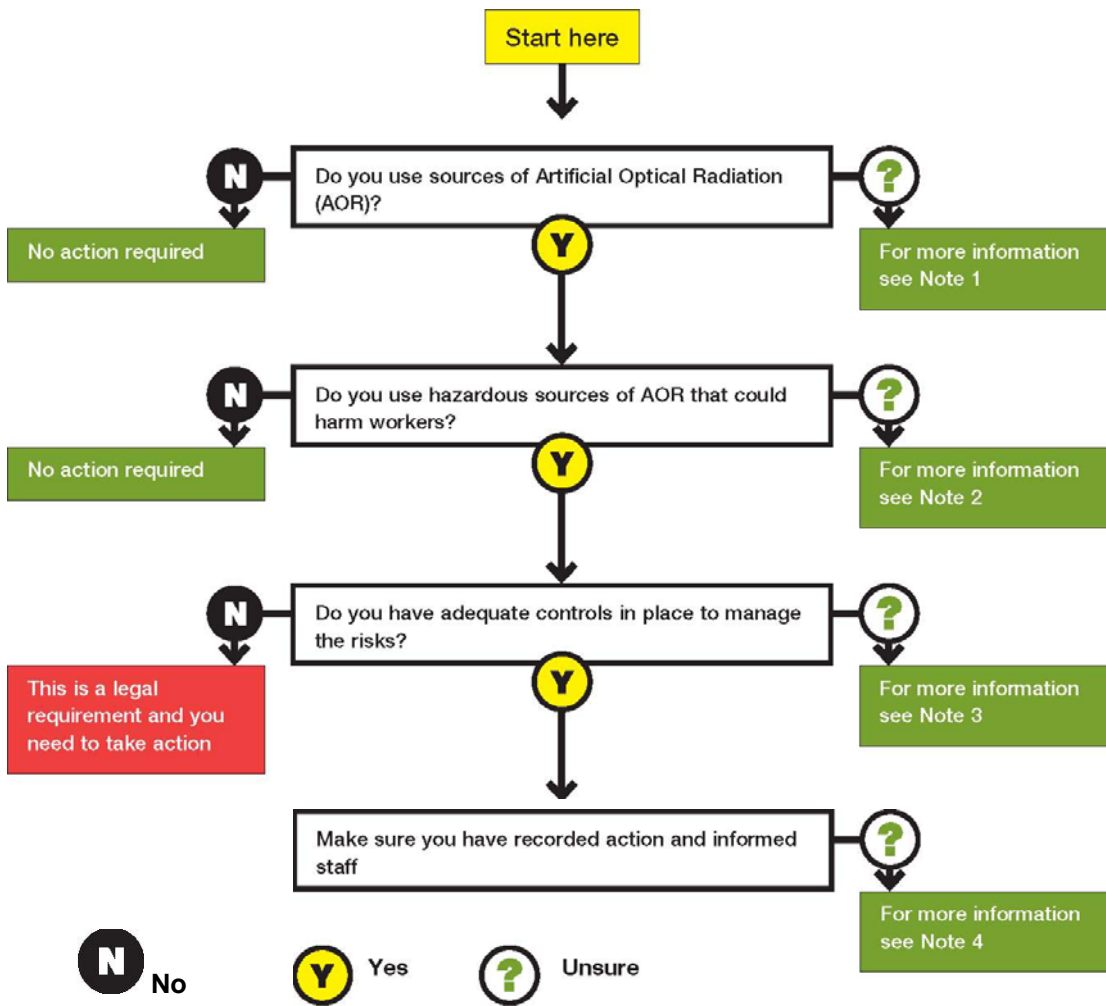 Start here
N
Do you use sources of Artificial Optical Radiation
(AOR)?
?
No action required
Y
For more information
see Note 1
N
Do you use hazardous sources of AOR that could
harm workers?
?
No action required
Y
For more information
see Note 2
N
Do you have adequate controls in place to manage
the risks?
?
This is a legal
requirement and you
need to take action
Y
For more information
see Note 3
Make sure you have recorded action and informed
staff
?
For more information
see Note 4
N No
Y Yes
? Unsure